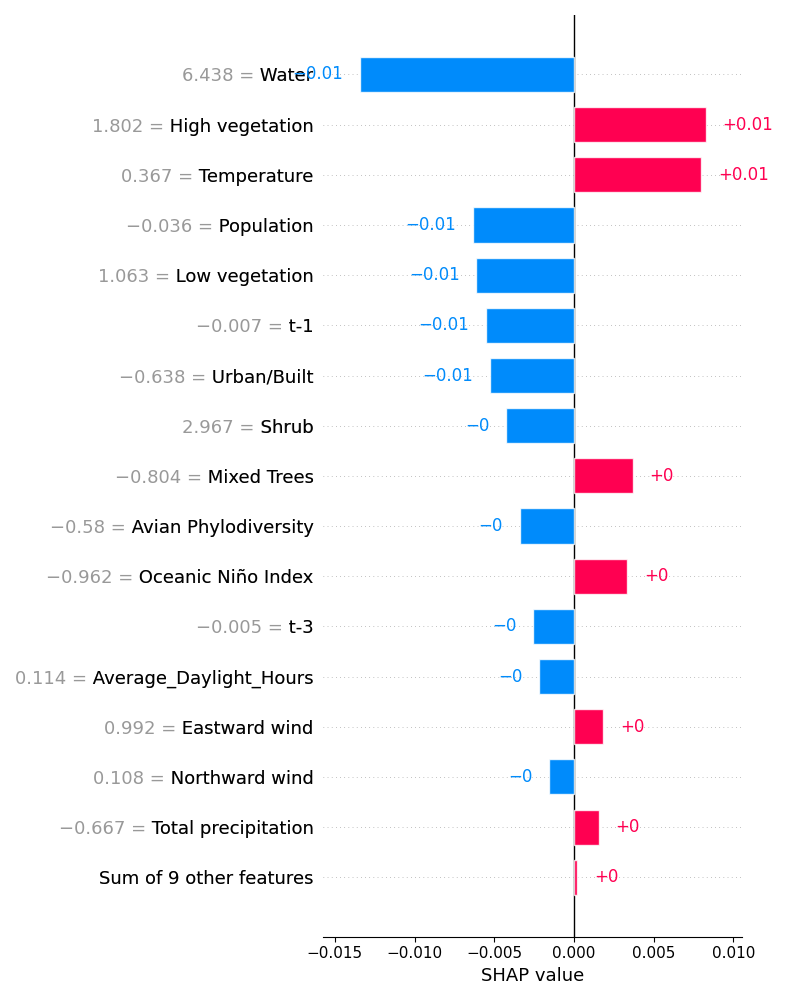 6.438 = Water −0.01
1.802 = High vegetation +0.01
0.367 = Temperature +0.01
−0.036 = Population −0.01
1.063 = Low vegetation −0.01
−0.007 = t-1 −0.01
−0.638 = Urban/Built −0.01
2.967 = Shrub −0
−0.804 = Mixed Trees +0
−0.58 = Avian Phylodiversity −0
−0.962 = Oceanic Niño Index +0
−0.005 = t-3 −0
0.114 = Average_Daylight_Hours −0
0.992 = Eastward wind +0
0.108 = Northward wind −0
−0.667 = Total precipitation +0
Sum of 9 other features +0
−0.015 −0.010 −0.005 0.000 0.005 0.010
SHAP value